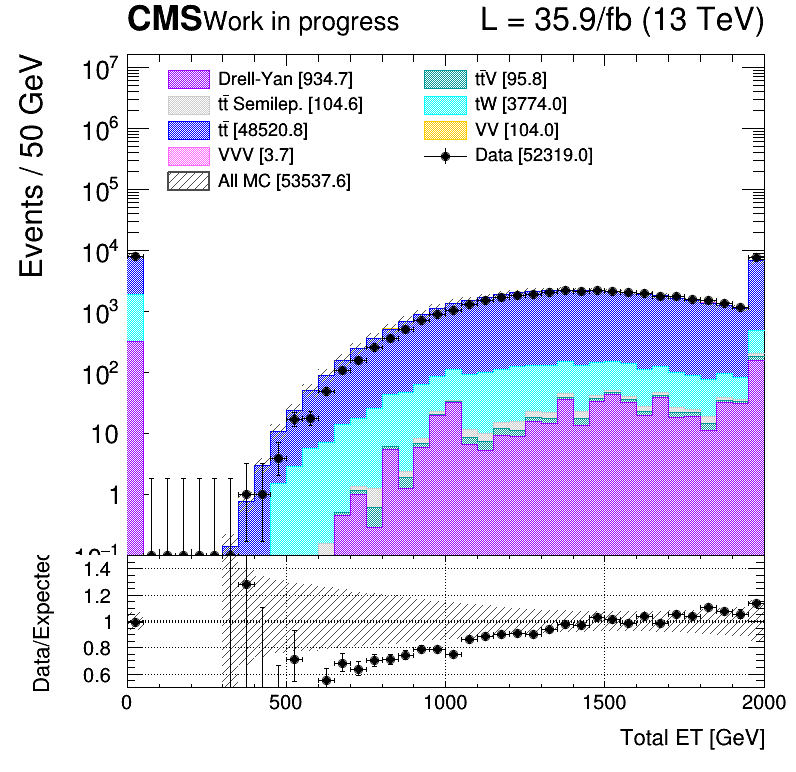 CMS Work in progress L = 35.9/fb (13 TeV)
Events / 50 GeV
Drell-Yan [934.7] tt̄V [95.8]
tt̄ Semilep. [104.6] tW [3774.0]
tt̄ [48520.8] VV [104.0]
VVV [3.7] Data [52319.0]
All MC [53537.6]
10⁷
10⁶
10⁵
10⁴
10³
10²
10
1
10⁻¹
Data/Expected
1.4
1.2
1
0.8
0.6
0 500 1000 1500 2000
Total ET [GeV]